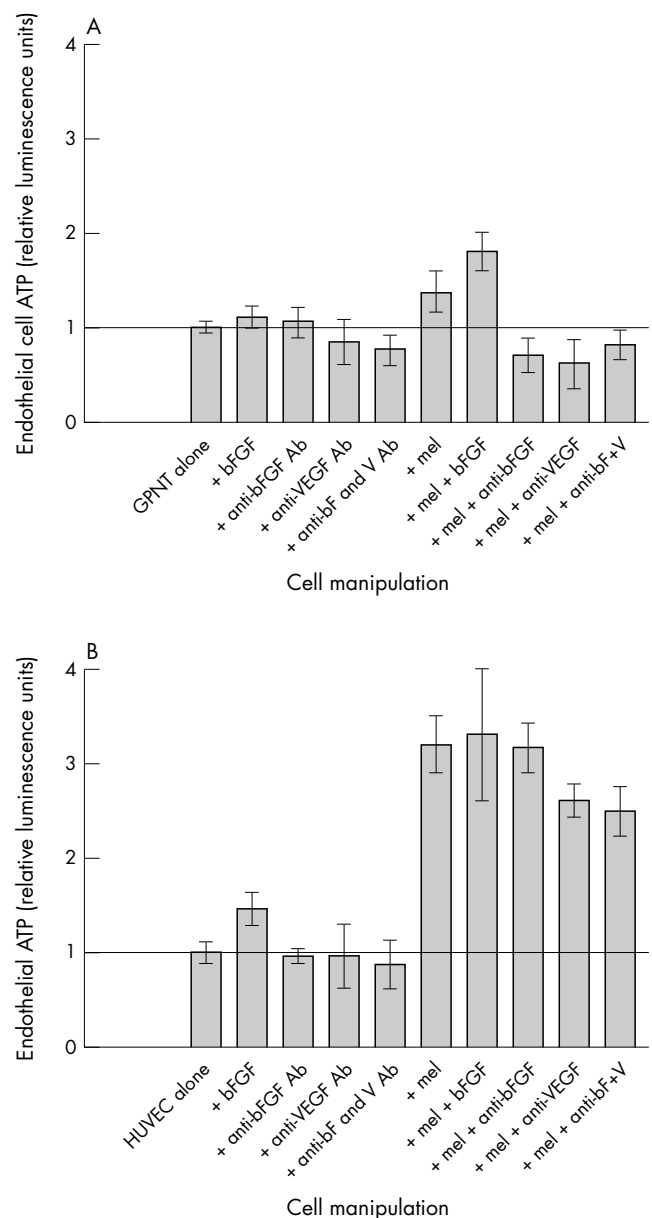 A
Endothelial cell ATP (relative luminescence units)
4
3
2
1
0
GPNT alone
+ bFGF
+ anti-bFGF Ab
+ anti-VEGF Ab
+ anti-bF and V Ab
+ mel
+ mel + bFGF
+ mel + anti-bFGF
+ mel + anti-VEGF
+ mel + anti-bF+V
Cell manipulation
B
Endothelial ATP (relative luminescence units)
4
3
2
1
0
HUVEC alone
+ bFGF
+ anti-bFGF Ab
+ anti-VEGF Ab
+ anti-bF and V Ab
+ mel
+ mel + bFGF
+ mel + anti-bFGF
+ mel + anti-VEGF
+ mel + anti-bF+V
Cell manipulation